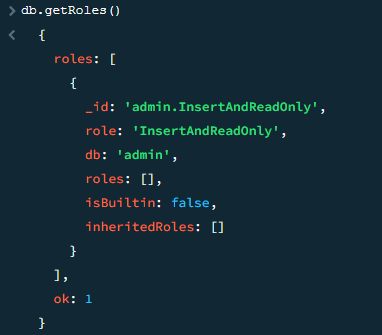 > db.getRoles()
< {
roles: [
{
_id: 'admin.InsertAndReadOnly',
role: 'InsertAndReadOnly',
db: 'admin',
roles: [],
isBuiltin: false,
inheritedRoles: []
}
],
ok: 1
}